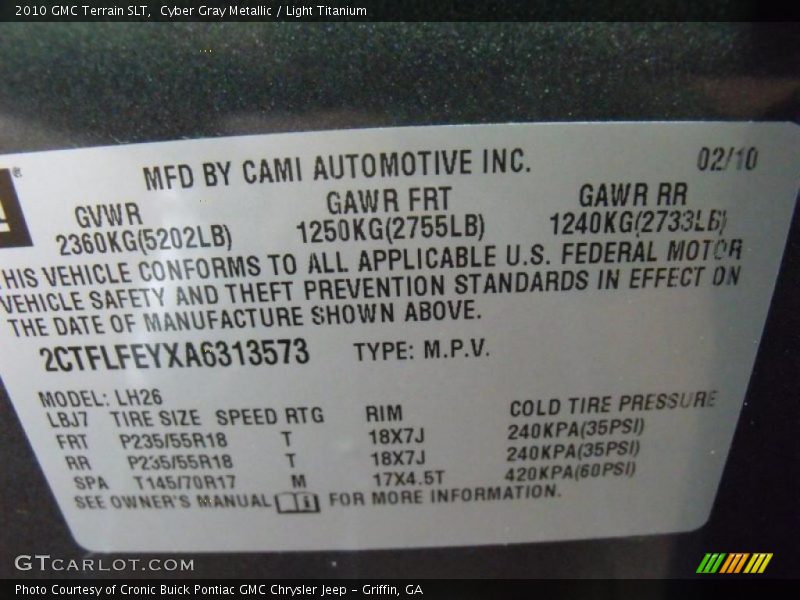 2010 GMC Terrain SLT, Cyber Gray Metallic / Light Titanium
MFD BY CAMI AUTOMOTIVE INC. 02/10
GVWR GAWR FRT GAWR RR
2360KG(5202LB) 1250KG(2755LB) 1240KG(2733LB)
THIS VEHICLE CONFORMS TO ALL APPLICABLE U.S. FEDERAL MOTOR
VEHICLE SAFETY AND THEFT PREVENTION STANDARDS IN EFFECT ON
THE DATE OF MANUFACTURE SHOWN ABOVE.
2CTFLFEYXA6313573 TYPE: M.P.V.
MODEL: LH26
LBJ7 TIRE SIZE SPEED RTG RIM COLD TIRE PRESSURE
FRT P235/55R18 T 18X7J 240KPA(35PSI)
RR P235/55R18 T 18X7J 240KPA(35PSI)
SPA T145/70R17 M 17X4.5T 420KPA(60PSI)
SEE OWNER'S MANUAL i FOR MORE INFORMATION.
GTCARLOT.COM
Photo Courtesy of Cronic Buick Pontiac GMC Chrysler Jeep - Griffin, GA